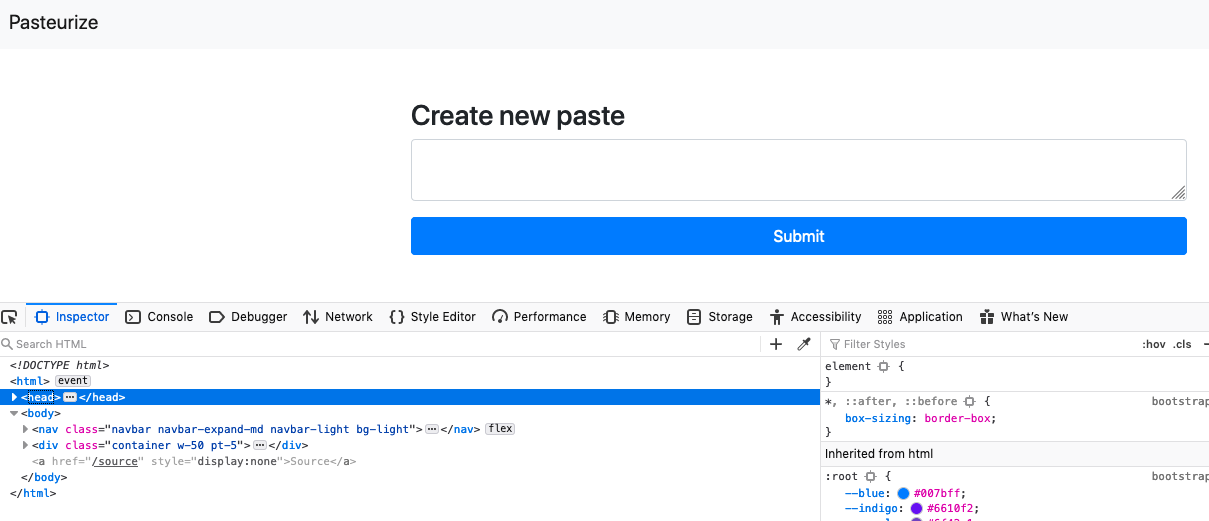 Pasteurize
Create new paste
Submit
Inspector Console Debugger Network Style Editor Performance Memory Storage Accessibility Application What's New
Search HTML
Filter Styles :hov .cls
<!DOCTYPE html>
<html> event
<head> ••• </head>
<body>
<nav class="navbar navbar-expand-md navbar-light bg-light"> ••• </nav> flex
<div class="container w-50 pt-5"> ••• </div>
<a href="/source" style="display:none">Source</a>
</body>
</html>
element {
}
*, ::after, ::before { bootstrap
box-sizing: border-box;
}
Inherited from html
:root { bootstrap
--blue: #007bff;
--indigo: #6610f2;